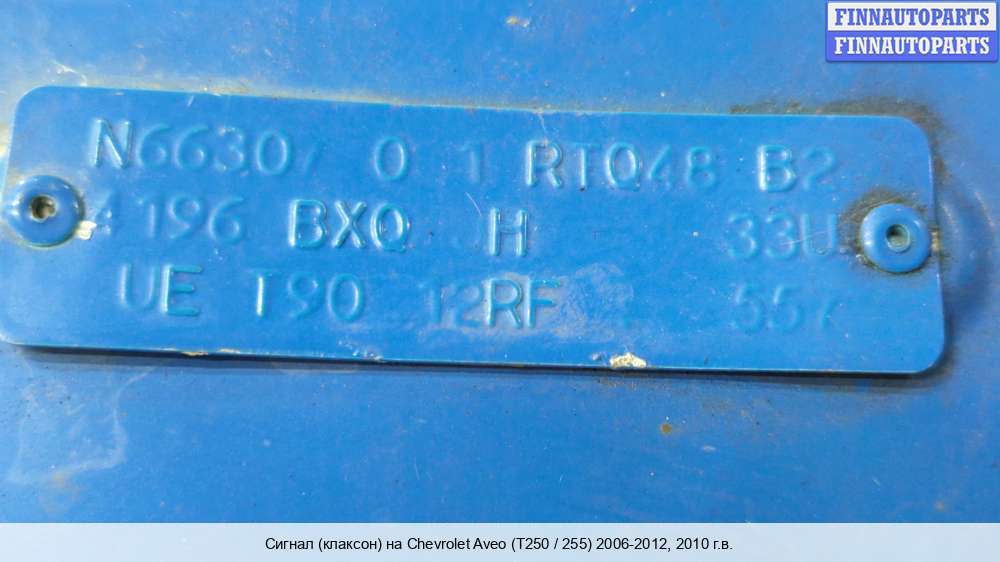 FINNAUTOPARTS
FINNAUTOPARTS
N6630 0 1 RTQ48 B2
4196 BXQ H 33U
UE T90 12RF
Сигнал (клаксон) на Chevrolet Aveo (T250 / 255) 2006-2012, 2010 г.в.